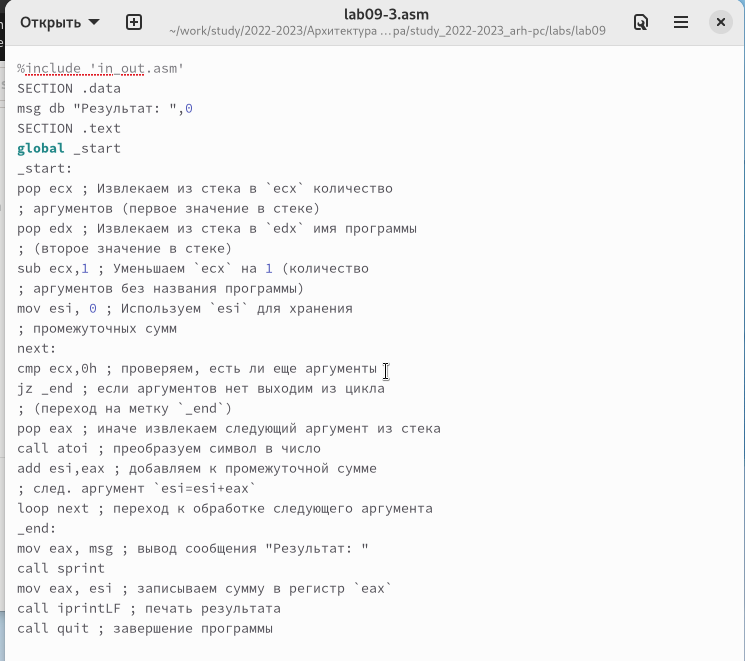 Открыть
lab09-3.asm
~/work/study/2022-2023/Архитектура ...pa/study_2022-2023_arh-pc/labs/lab09
%include 'in_out.asm'
SECTION .data
msg db "Результат: ",0
SECTION .text
global _start
_start:
pop ecx ; Извлекаем из стека в `ecx` количество
; аргументов (первое значение в стеке)
pop edx ; Извлекаем из стека в `edx` имя программы
; (второе значение в стеке)
sub ecx,1 ; Уменьшаем `ecx` на 1 (количество
; аргументов без названия программы)
mov esi, 0 ; Используем `esi` для хранения
; промежуточных сумм
next:
cmp ecx,0h ; проверяем, есть ли еще аргументы
jz _end ; если аргументов нет выходим из цикла
; (переход на метку `_end`)
pop eax ; иначе извлекаем следующий аргумент из стека
call atoi ; преобразуем символ в число
add esi,eax ; добавляем к промежуточной сумме
; след. аргумент `esi=esi+eax`
loop next ; переход к обработке следующего аргумента
_end:
mov eax, msg ; вывод сообщения "Результат: "
call sprint
mov eax, esi ; записываем сумму в регистр `eax`
call iprintLF ; печать результата
call quit ; завершение программы